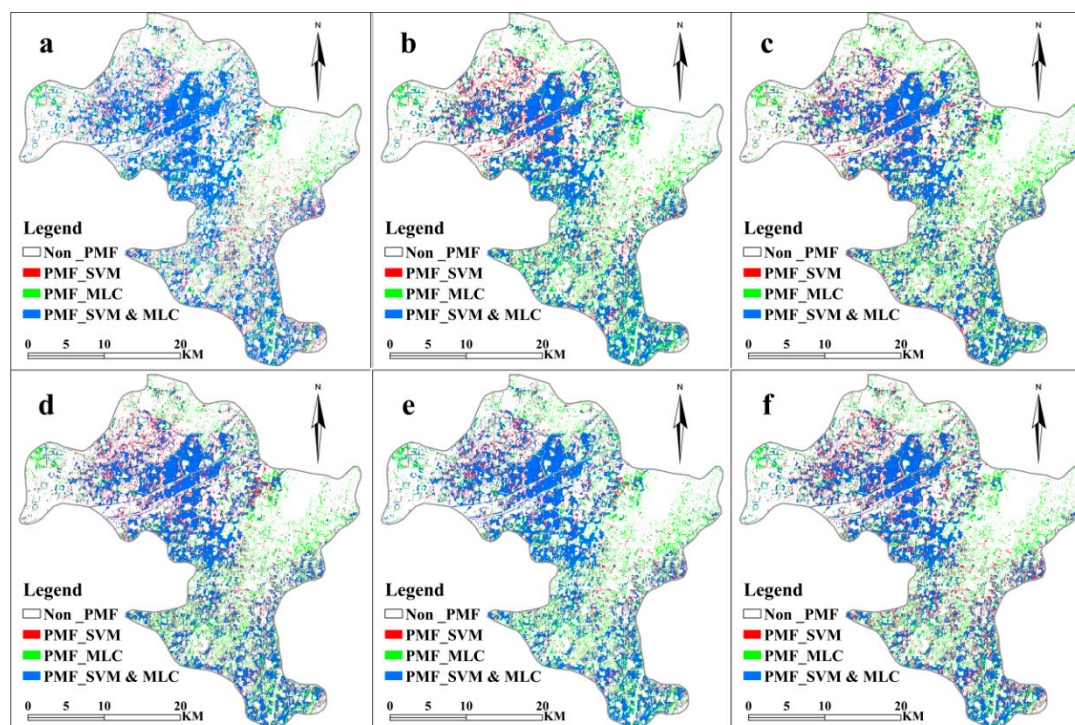 a
N
Legend
Non _PMF
PMF_SVM
PMF_MLC
PMF_SVM & MLC
0 5 10 20
KM
b
N
Legend
Non _PMF
PMF_SVM
PMF_MLC
PMF_SVM & MLC
0 5 10 20
KM
c
N
Legend
Non _PMF
PMF_SVM
PMF_MLC
PMF_SVM & MLC
0 5 10 20
KM
d
N
Legend
Non _PMF
PMF_SVM
PMF_MLC
PMF_SVM & MLC
0 5 10 20
KM
e
N
Legend
Non _PMF
PMF_SVM
PMF_MLC
PMF_SVM & MLC
0 5 10 20
KM
f
N
Legend
Non _PMF
PMF_SVM
PMF_MLC
PMF_SVM & MLC
0 5 10 20
KM